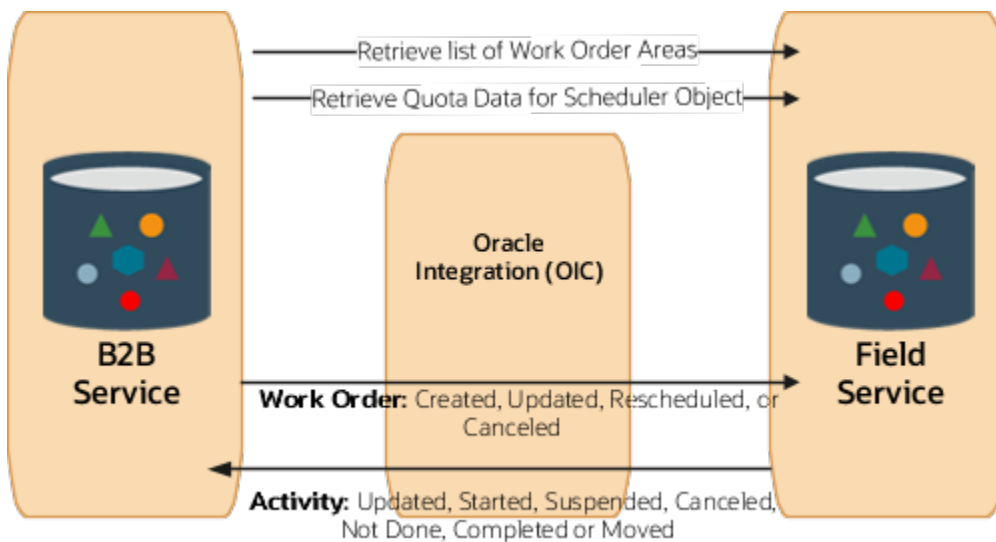 Retrieve list of Work Order Areas
Retrieve Quota Data for Scheduler Object
Oracle
Integration (OIC)
B2B
Service
Field
Service
Work Order: Created, Updated, Rescheduled, or
Canceled
Activity: Updated, Started, Suspended, Canceled,
Not Done, Completed or Moved